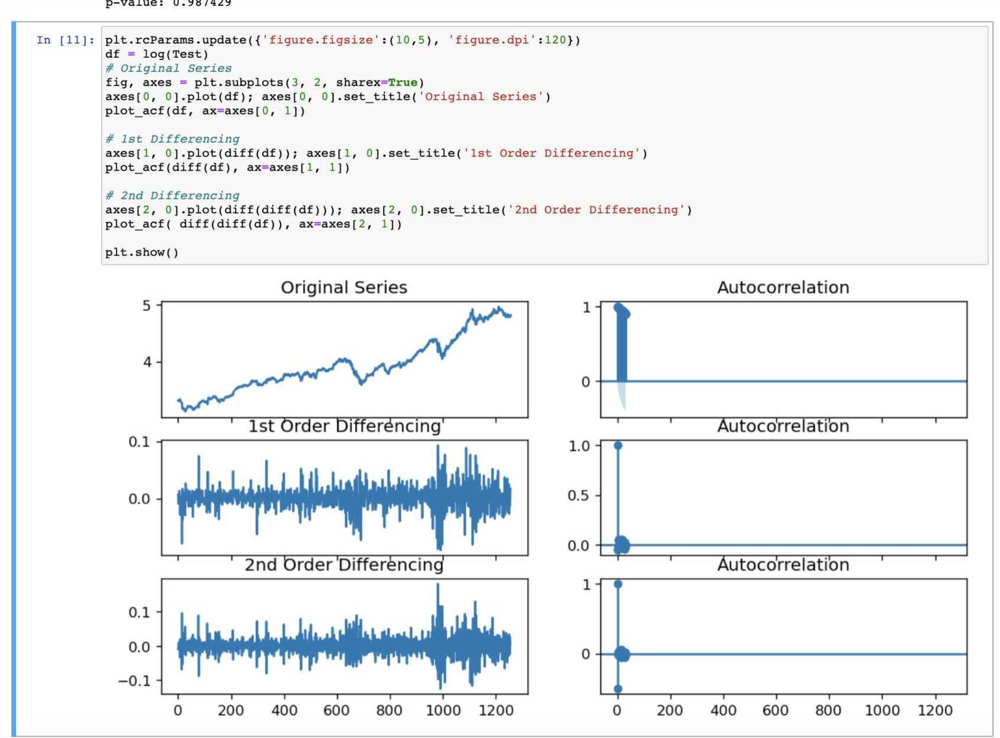 p-value: 0.987429
In [11]:
plt.rcParams.update({'figure.figsize':(10,5), 'figure.dpi':120})
df = log(Test)
# Original Series
fig, axes = plt.subplots(3, 2, sharex=True)
axes[0, 0].plot(df); axes[0, 0].set_title('Original Series')
plot_acf(df, ax=axes[0, 1])
# 1st Differencing
axes[1, 0].plot(diff(df)); axes[1, 0].set_title('1st Order Differencing')
plot_acf(diff(df), ax=axes[1, 1])
# 2nd Differencing
axes[2, 0].plot(diff(diff(df))); axes[2, 0].set_title('2nd Order Differencing')
plot_acf( diff(diff(df)), ax=axes[2, 1])
plt.show()
Original Series
5
4
Autocorrelation
1
0
1st Order Differencing
0.1
0.0
Autocorrelation
1.0
0.5
0.0
2nd Order Differencing
0.1
0.0
−0.1
0 200 400 600 800 1000 1200
Autocorrelation
1
0
0 200 400 600 800 1000 1200